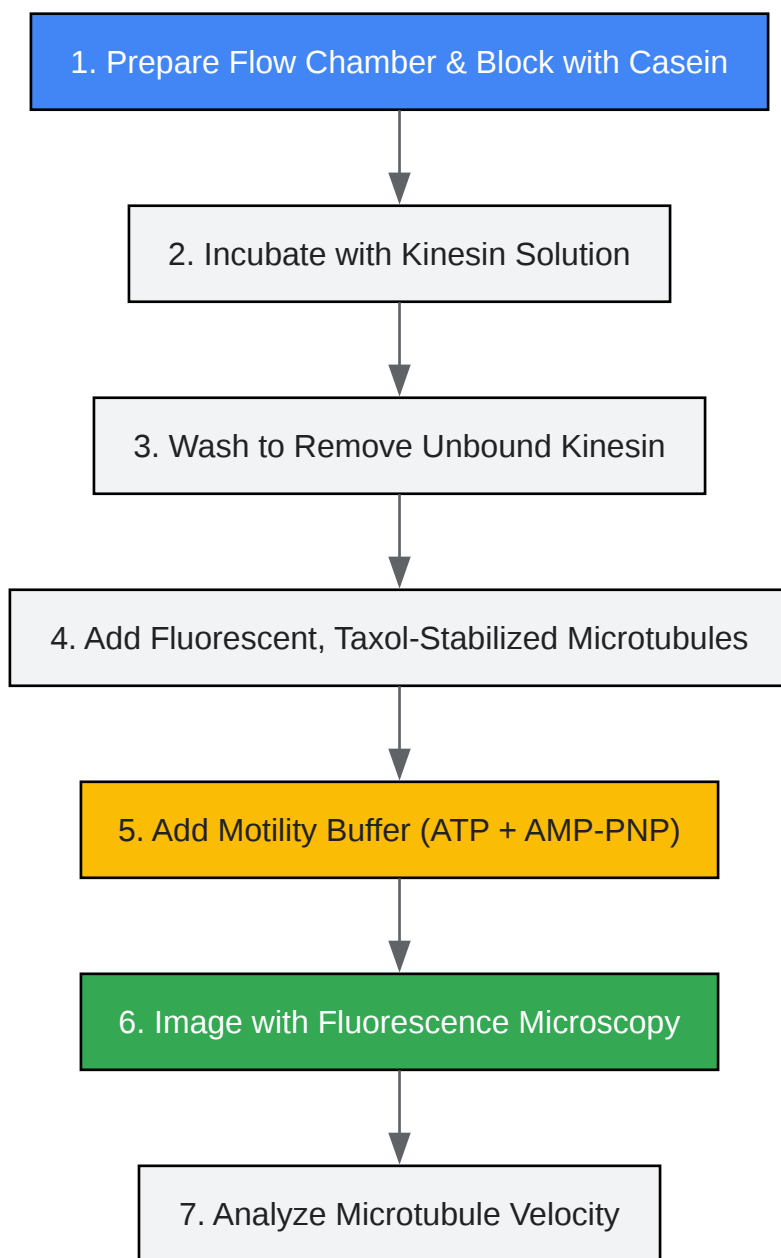 1. Prepare Flow Chamber & Block with Casein
2. Incubate with Kinesin Solution
3. Wash to Remove Unbound Kinesin
4. Add Fluorescent, Taxol-Stabilized Microtubules
5. Add Motility Buffer (ATP + AMP-PNP)
6. Image with Fluorescence Microscopy
7. Analyze Microtubule Velocity